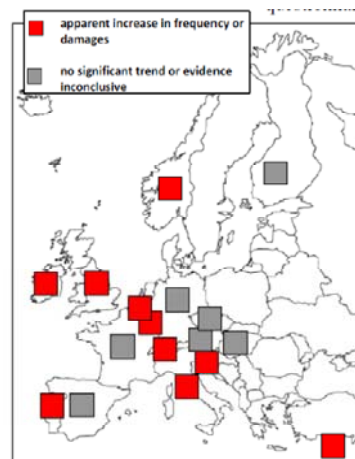 apparent increase in frequency or
damages
no significant trend or evidence
inconclusive